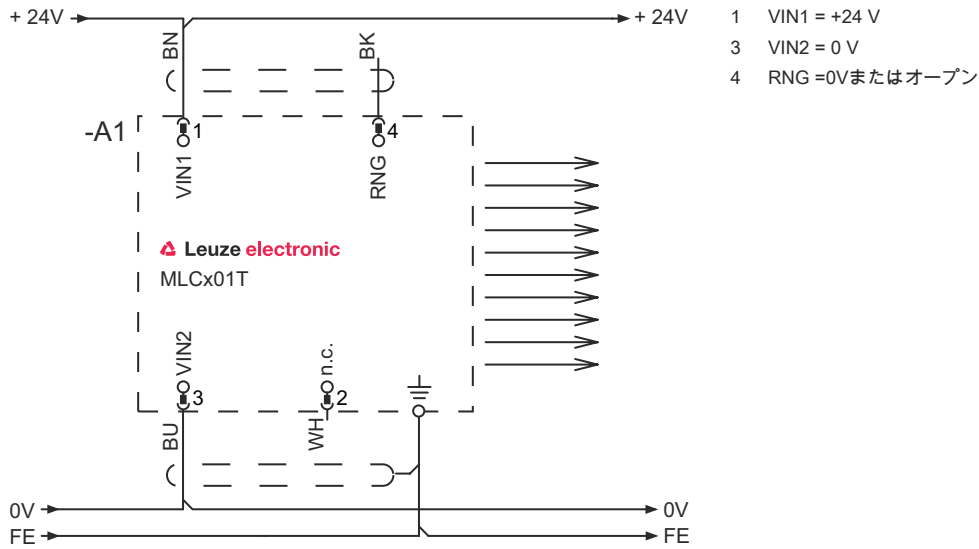 + 24V
+ 24V
1 VIN1 = +24 V
3 VIN2 = 0 V
4 RNG =0Vまたはオープン
BN
BK
-A1
1
4
VIN1
RNG
Leuze electronic
MLCx01T
VIN2
n.c.
3
2
BU
WH
0V
0V
FE
FE